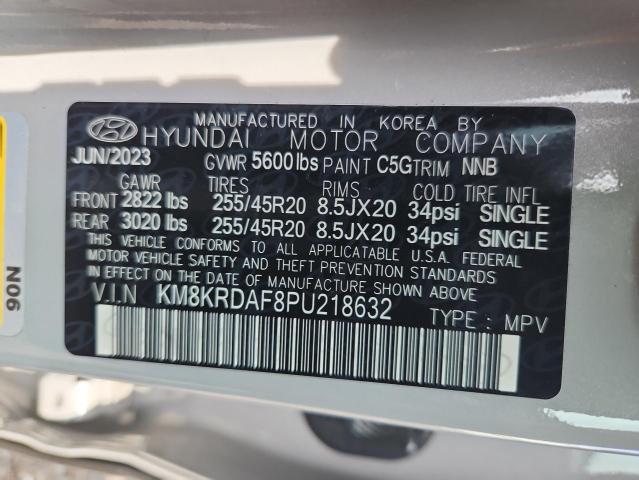 MANUFACTURED IN KOREA BY
HYUNDAI MOTOR COMPANY
JUN/2023 GVWR 5600 lbs PAINT C5G TRIM NNB
GAWR TIRES RIMS COLD TIRE INFL
FRONT 2822 lbs 255/45R20 8.5JX20 34psi SINGLE
REAR 3020 lbs 255/45R20 8.5JX20 34psi SINGLE
THIS VEHICLE CONFORMS TO ALL APPLICATABLE U.S.A. FEDERAL
MOTOR VEHICLE SAFETY AND THEFT PREVENTION STANDARDS
IN EFFECT ON THE DATE OF MANUFACTURE SHOWN ABOVE
V.I.N KM8KRDAF8PU218632 TYPE : MPV
N06